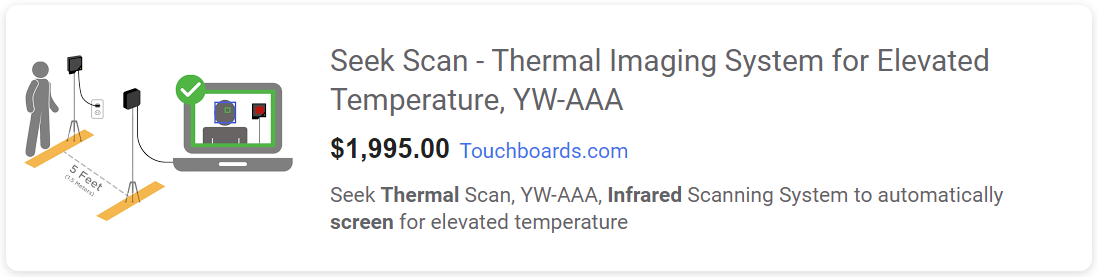 Seek Scan - Thermal Imaging System for Elevated
Temperature, YW-AAA
$1,995.00 Touchboards.com
Seek Thermal Scan, YW-AAA, Infrared Scanning System to automatically
screen for elevated temperature
5 Feet
(1.5 Meters)